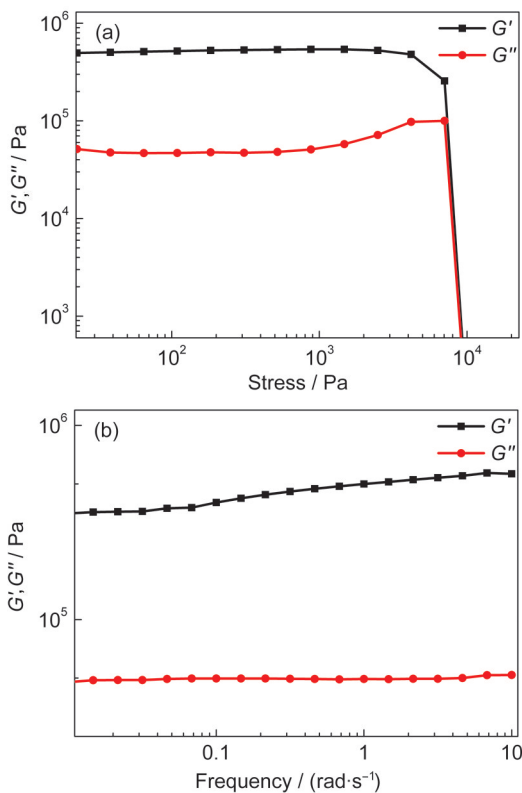 (a)
G'
G"
10⁶
10⁵
10⁴
10³
G', G" / Pa
10² 10³ 10⁴
Stress / Pa
(b)
G'
G"
10⁶
10⁵
G', G" / Pa
0.1 1 10
Frequency / (rad·s⁻¹)